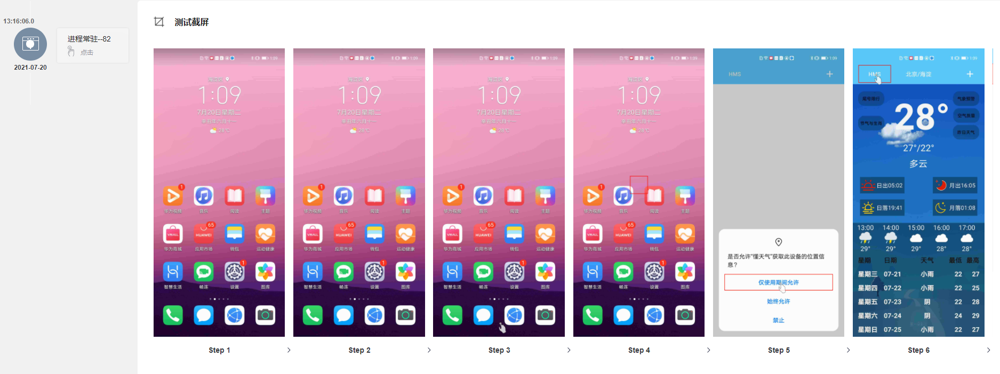 13:16:06.0
进程常驻--82
点击
2021-07-20
测试截屏
1:09
海淀区
1:09
7月20日星期二
辛丑年六月十一
28°C
1
华为视频
音乐
阅读
主题
VMALL
HUAWEI
65
华为商城
应用市场
钱包
运动健康
1
智慧生活
畅连
设置
图库
Step 1
1:09
海淀区
1:09
7月20日星期二
辛丑年六月十一
28°C
1
华为视频
音乐
阅读
主题
VMALL
HUAWEI
65
华为商城
应用市场
钱包
运动健康
1
智慧生活
畅连
设置
图库
Step 2
1:09
海淀区
1:09
7月20日星期二
辛丑年六月十一
28°C
1
华为视频
音乐
阅读
主题
VMALL
HUAWEI
65
华为商城
应用市场
钱包
运动健康
1
智慧生活
畅连
设置
图库
Step 3
1:09
海淀区
1:09
7月20日星期二
辛丑年六月十一
28°C
1
华为视频
音乐
阅读
主题
VMALL
HUAWEI
65
华为商城
应用市场
钱包
运动健康
1
智慧生活
畅连
设置
图库
Step 4
1:09
HMS
是否允许“懂天气”获取此设备的位置信
息?
仅使用期间允许
始终允许
禁止
Step 5
1:09
HMS 北京/海淀
尾号限行 气象预警
28°
空气质量
节气与生肖
昨日天气
27°/22°
多云
日出05:02 月出16:05
日落19:41 月落01:08
13:00 14:00 15:00 16:00 17:00
29° 29° 29° 28° 28°
星期 日期 天气 最低 最高
星期三 07-21 小雨 22 27
星期四 07-22 小雨 22 25
星期五 07-23 阴 22 28
星期六 07-24 阴 24 29
星期日 07-25 小雨 22 27
Step 6